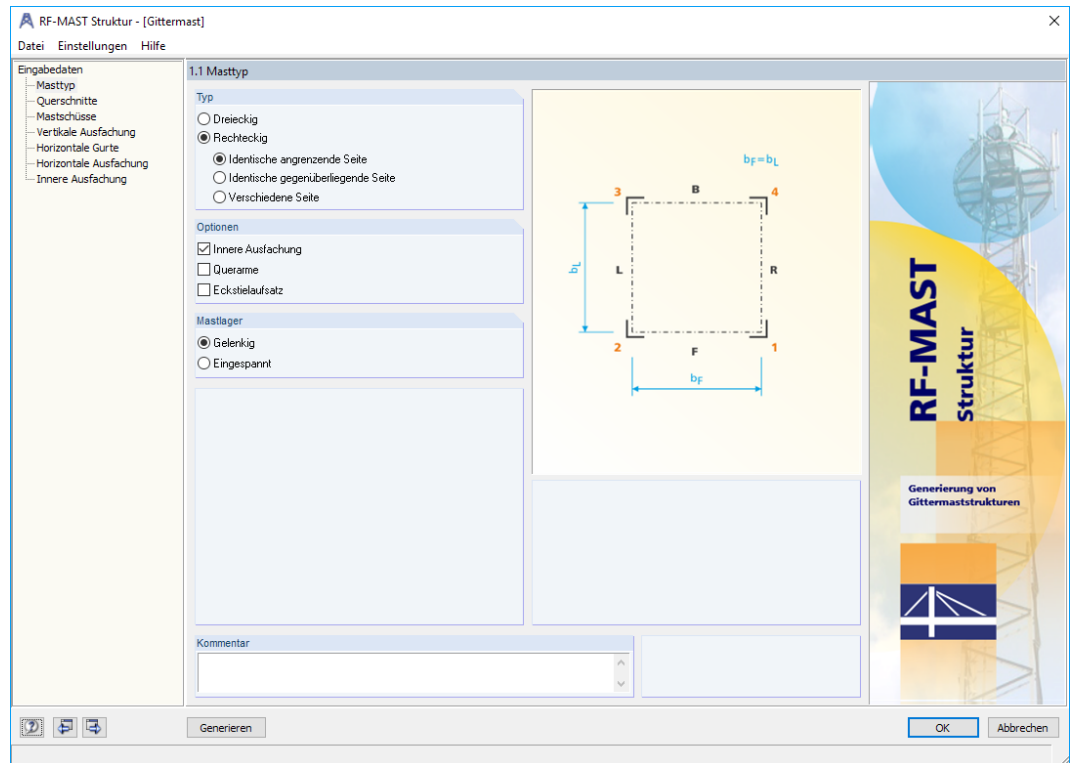 RF-MAST Struktur - [Gittermast]
Datei Einstellungen Hilfe
Eingabedaten
Masttyp
Querschnitte
Mastschüsse
Vertikale Ausfachung
Horizontale Gurte
Horizontale Ausfachung
Innere Ausfachung
1.1 Masttyp
Typ
Dreieckig
Rechteckig
Identische angrenzende Seite
Identische gegenüberliegende Seite
Verschiedene Seite
Optionen
Innere Ausfachung
Querarme
Eckstielaufsatz
Mastlager
Gelenkig
Eingespannt
bF=bL
3 B 4
bL L R
2 F 1
bF
RF-MAST
Struktur
Generierung von
Gittermaststrukturen
Kommentar
Generieren
OK
Abbrechen